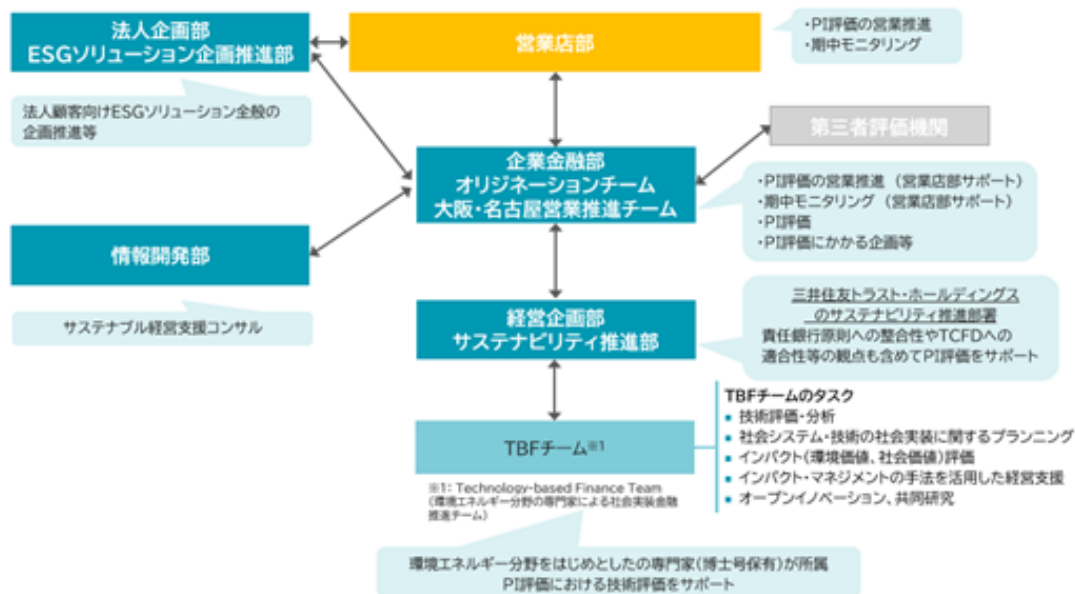 法人企画部
ESGソリューション企画推進部
営業店部
・PI評価の営業推進
・期中モニタリング
法人顧客向けESGソリューション全般の
企画推進等
第三者評価機関
企業金融部
オリジネーションチーム
大阪・名古屋営業推進チーム
・PI評価の営業推進（営業店部サポート）
・期中モニタリング（営業店部サポート）
・PI評価
・PI評価にかかる企画等
情報開発部
サステナブル経営支援コンサル
経営企画部
サステナビリティ推進部
三井住友トラスト・ホールディングス
のサステナビリティ推進部署
責任銀行原則への整合性やTCFDへの
適合性等の観点も含めてPI評価をサポート
TBFチーム※1
※1: Technology-based Finance Team
（環境エネルギー分野の専門家による社会実装金融
推進チーム）
TBFチームのタスク
• 技術評価・分析
• 社会システム・技術の社会実装に関するプランニング
• インパクト（環境価値、社会価値）評価
• インパクト・マネジメントの手法を活用した経営支援
• オープンイノベーション、共同研究
環境エネルギー分野をはじめとしたの専門家（博士号保有）が所属
PI評価における技術評価をサポート